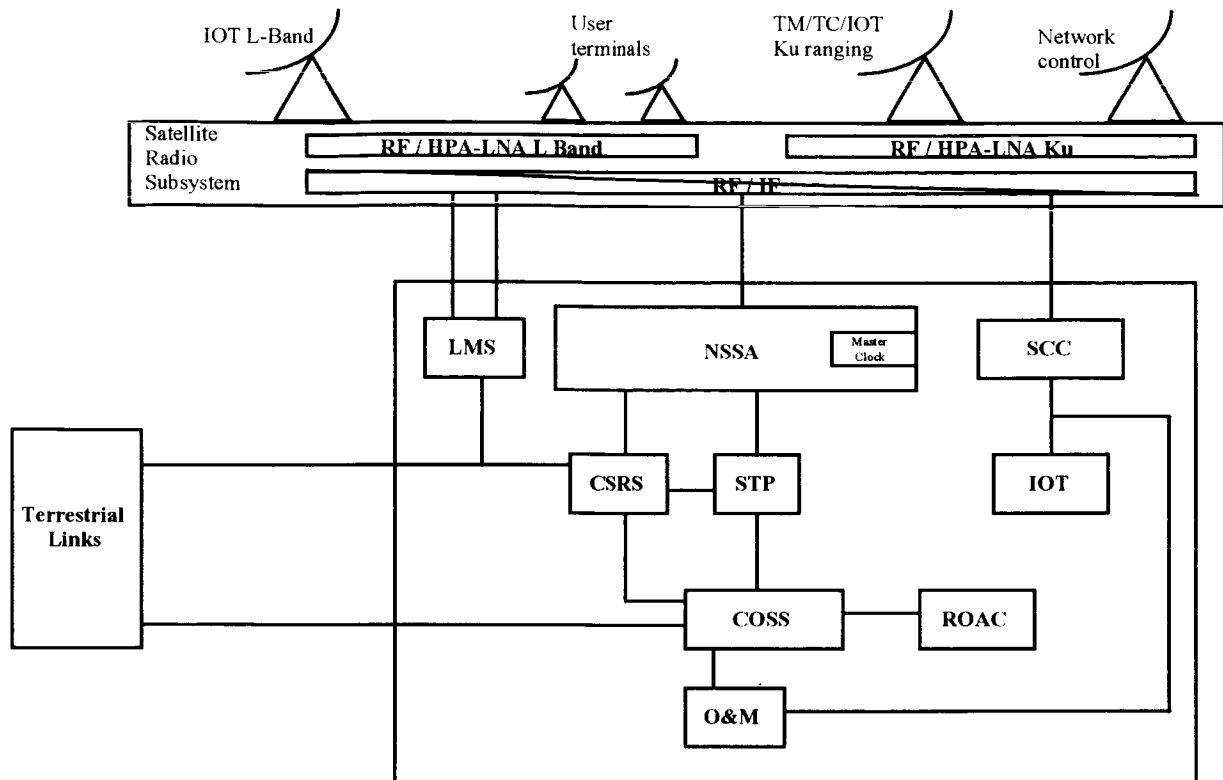 IOT L-Band
User
terminals
TM/TC/IOT
Ku ranging
Network
control
Satellite
Radio
Subsystem
RF / HPA-LNA L Band
RF / HPA-LNA Ku
RF / IF
LMS
NSSA
Master
Clock
SCC
CSRS
STP
IOT
Terrestrial
Links
COSS
ROAC
O&M